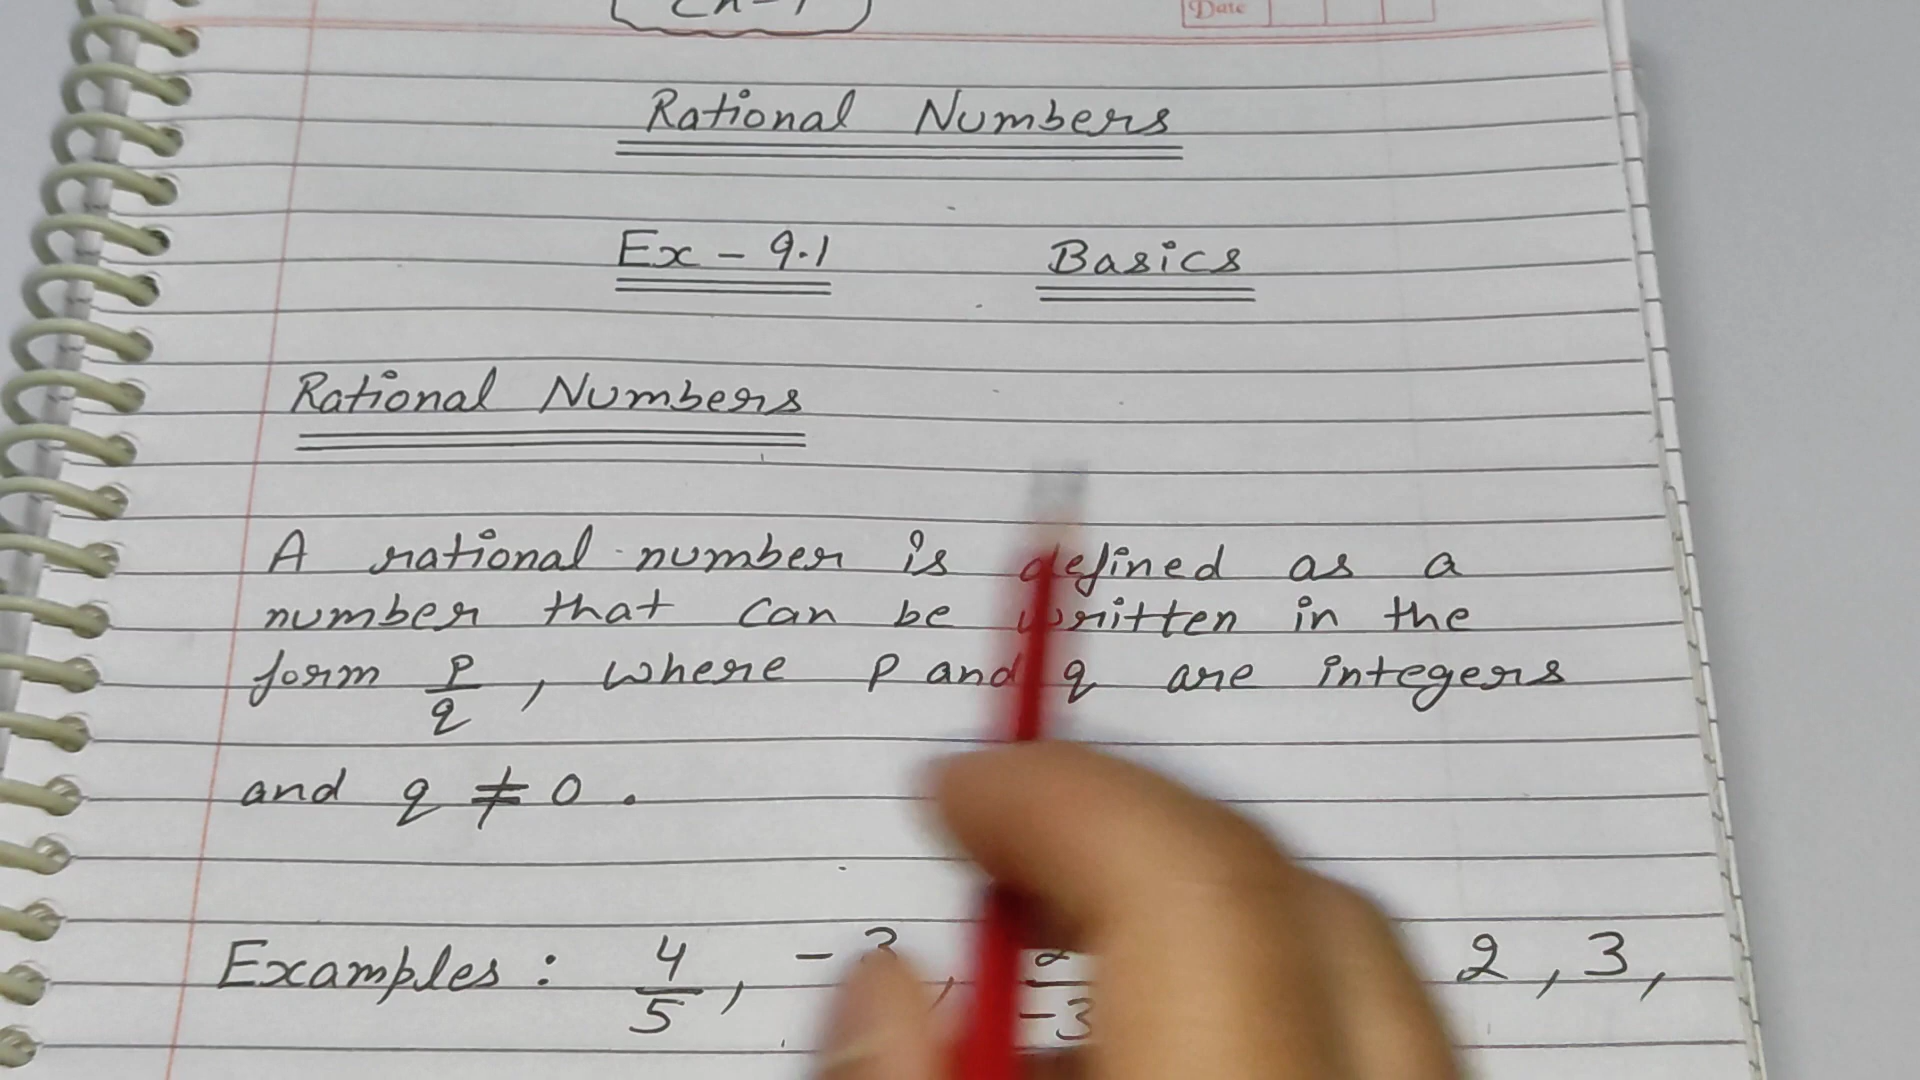 Date
Rational Numbers
Ex - 9.1 Basics
Rational Numbers
A rational number is defined as a
number that can be written in the
form p/q, where p and q are integers
and q ≠ 0.
Examples: 4/5, 2, 3,